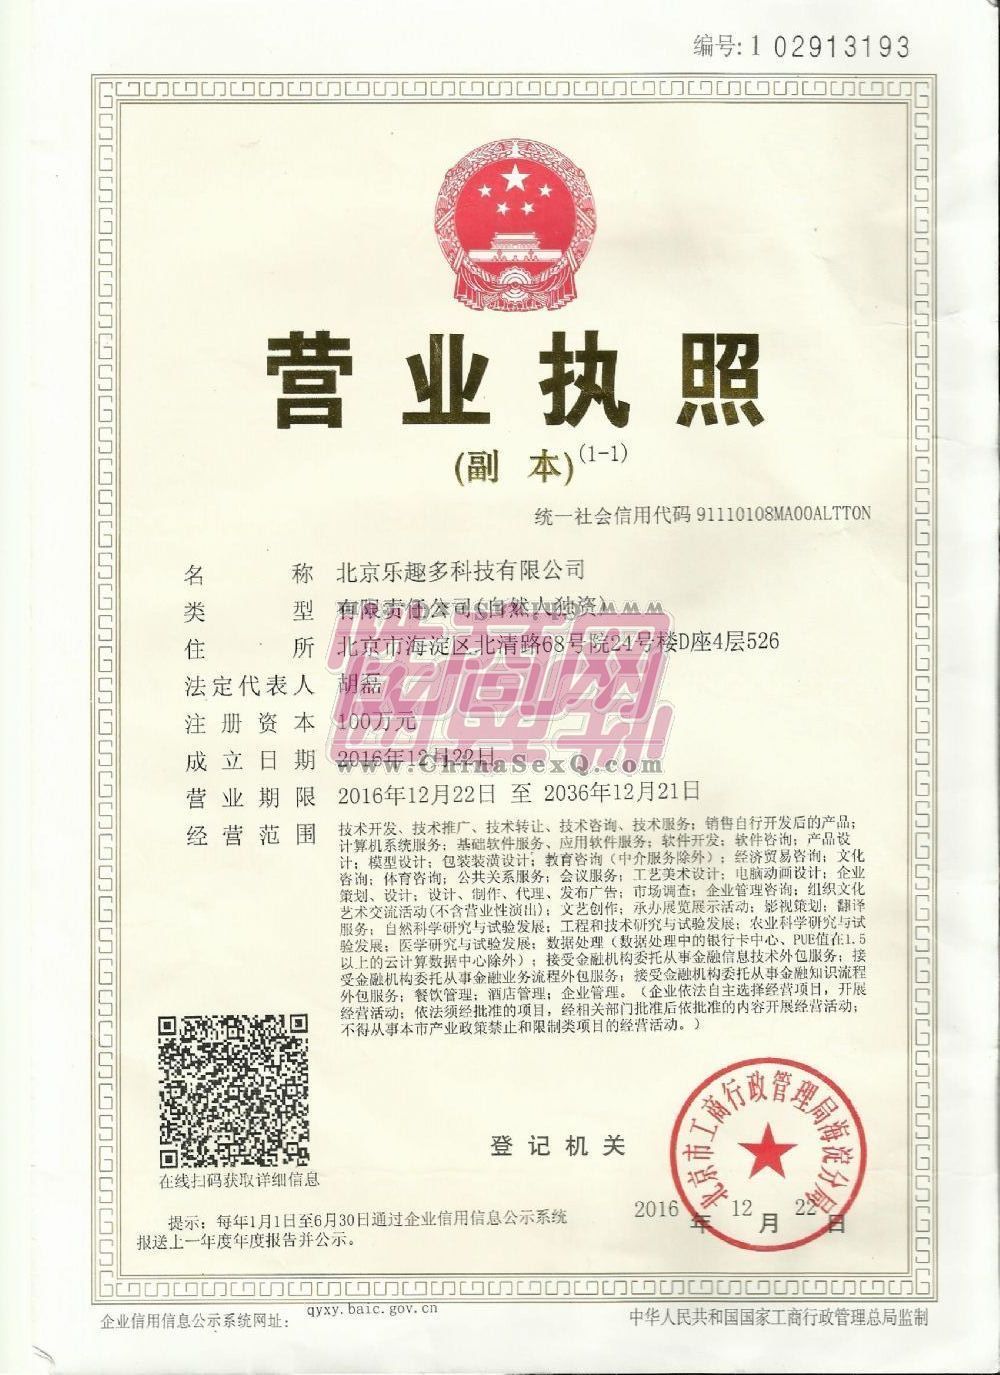 编号: 1 02913193
营业执照
(副 本)(1-1)
统一社会信用代码 91110108MA00ALTT0N
名 称 北京乐趣多科技有限公司
类 型 有限责任公司(自然人独资)
住 所 北京市海淀区北清路68号院24号楼D座4层526
法定代表人 胡磊
注 册 资 本 100万元
成 立 日 期 2016年12月22日
营 业 期 限 2016年12月22日 至 2036年12月21日
经 营 范 围 技术开发、技术推广、技术转让、技术咨询、技术服务；销售自行开发后的产品；
计算机系统服务；基础软件服务、应用软件服务；软件开发；软件咨询；产品设
计；模型设计；包装装潢设计；教育咨询（中介服务除外）；经济贸易咨询；文化
咨询；体育咨询；公共关系服务；会议服务；工艺美术设计；电脑动画设计；企业
策划、设计；设计、制作、代理、发布广告；市场调查；企业管理咨询；组织文化
艺术交流活动(不含营业性演出)；文艺创作；承办展览展示活动；影视策划；翻译
服务；自然科学研究与试验发展；工程和技术研究与试验发展；农业科学研究与试
验发展；医学研究与试验发展；数据处理（数据处理中的银行卡中心、PUE值在1.5
以上的云计算数据中心除外）；接受金融机构委托从事金融信息技术外包服务；接
受金融机构委托从事金融业务流程外包服务；接受金融机构委托从事金融知识流程
外包服务；餐饮管理；酒店管理；企业管理。（企业依法自主选择经营项目，开展
经营活动；依法须经批准的项目，经相关部门批准后依批准的内容开展经营活动；
不得从事本市产业政策禁止和限制类项目的经营活动。）
性商网
www.ChinaSexQ.com
在线扫码获取详细信息
登 记 机 关
北京市工商行政管理局海淀分局
2016 年 12 月 22 日
提示：每年1月1日至6月30日通过企业信用信息公示系统
报送上一年度年度报告并公示。
企业信用信息公示系统网址： qyxy.baic.gov.cn
中华人民共和国国家工商行政管理总局监制